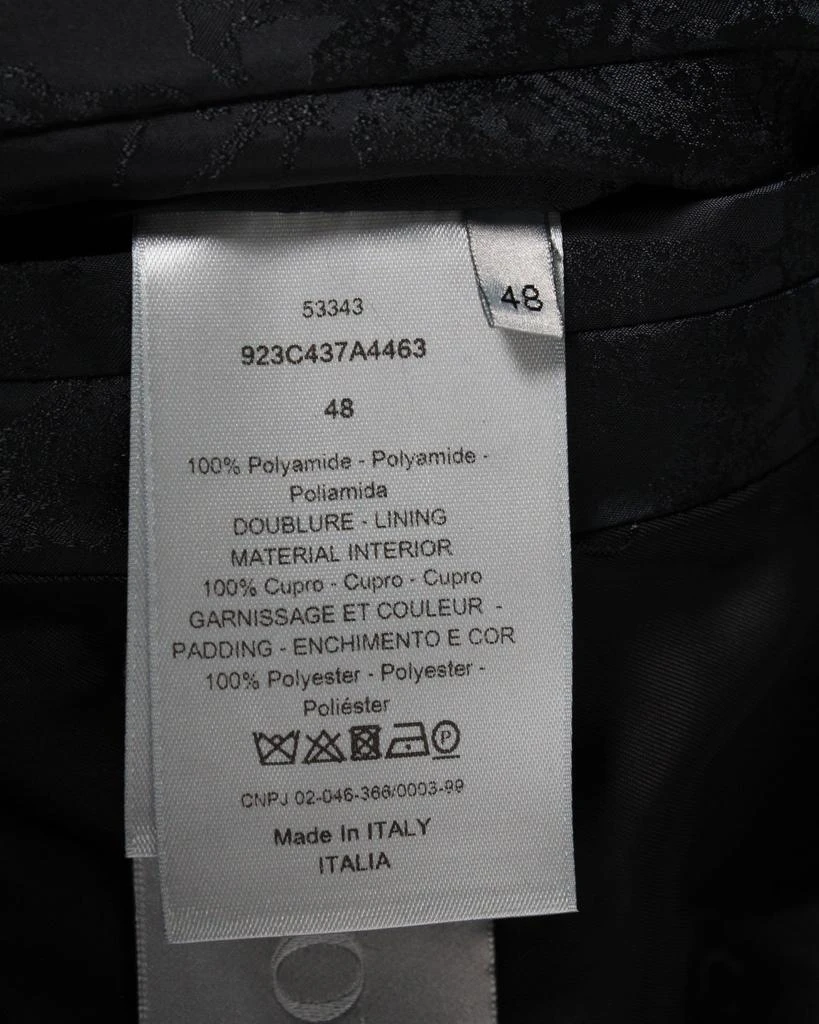 48
53343
923C437A4463
48
100% Polyamide - Polyamide -
Poliamida
DOUBLURE - LINING
MATERIAL INTERIOR
100% Cupro - Cupro - Cupro
GARNISSAGE ET COULEUR -
PADDING - ENCHIMENTO E COR
100% Polyester - Polyester -
Poliéster
P
CNPJ 02-046-366/0003-99
Made In ITALY
ITALIA